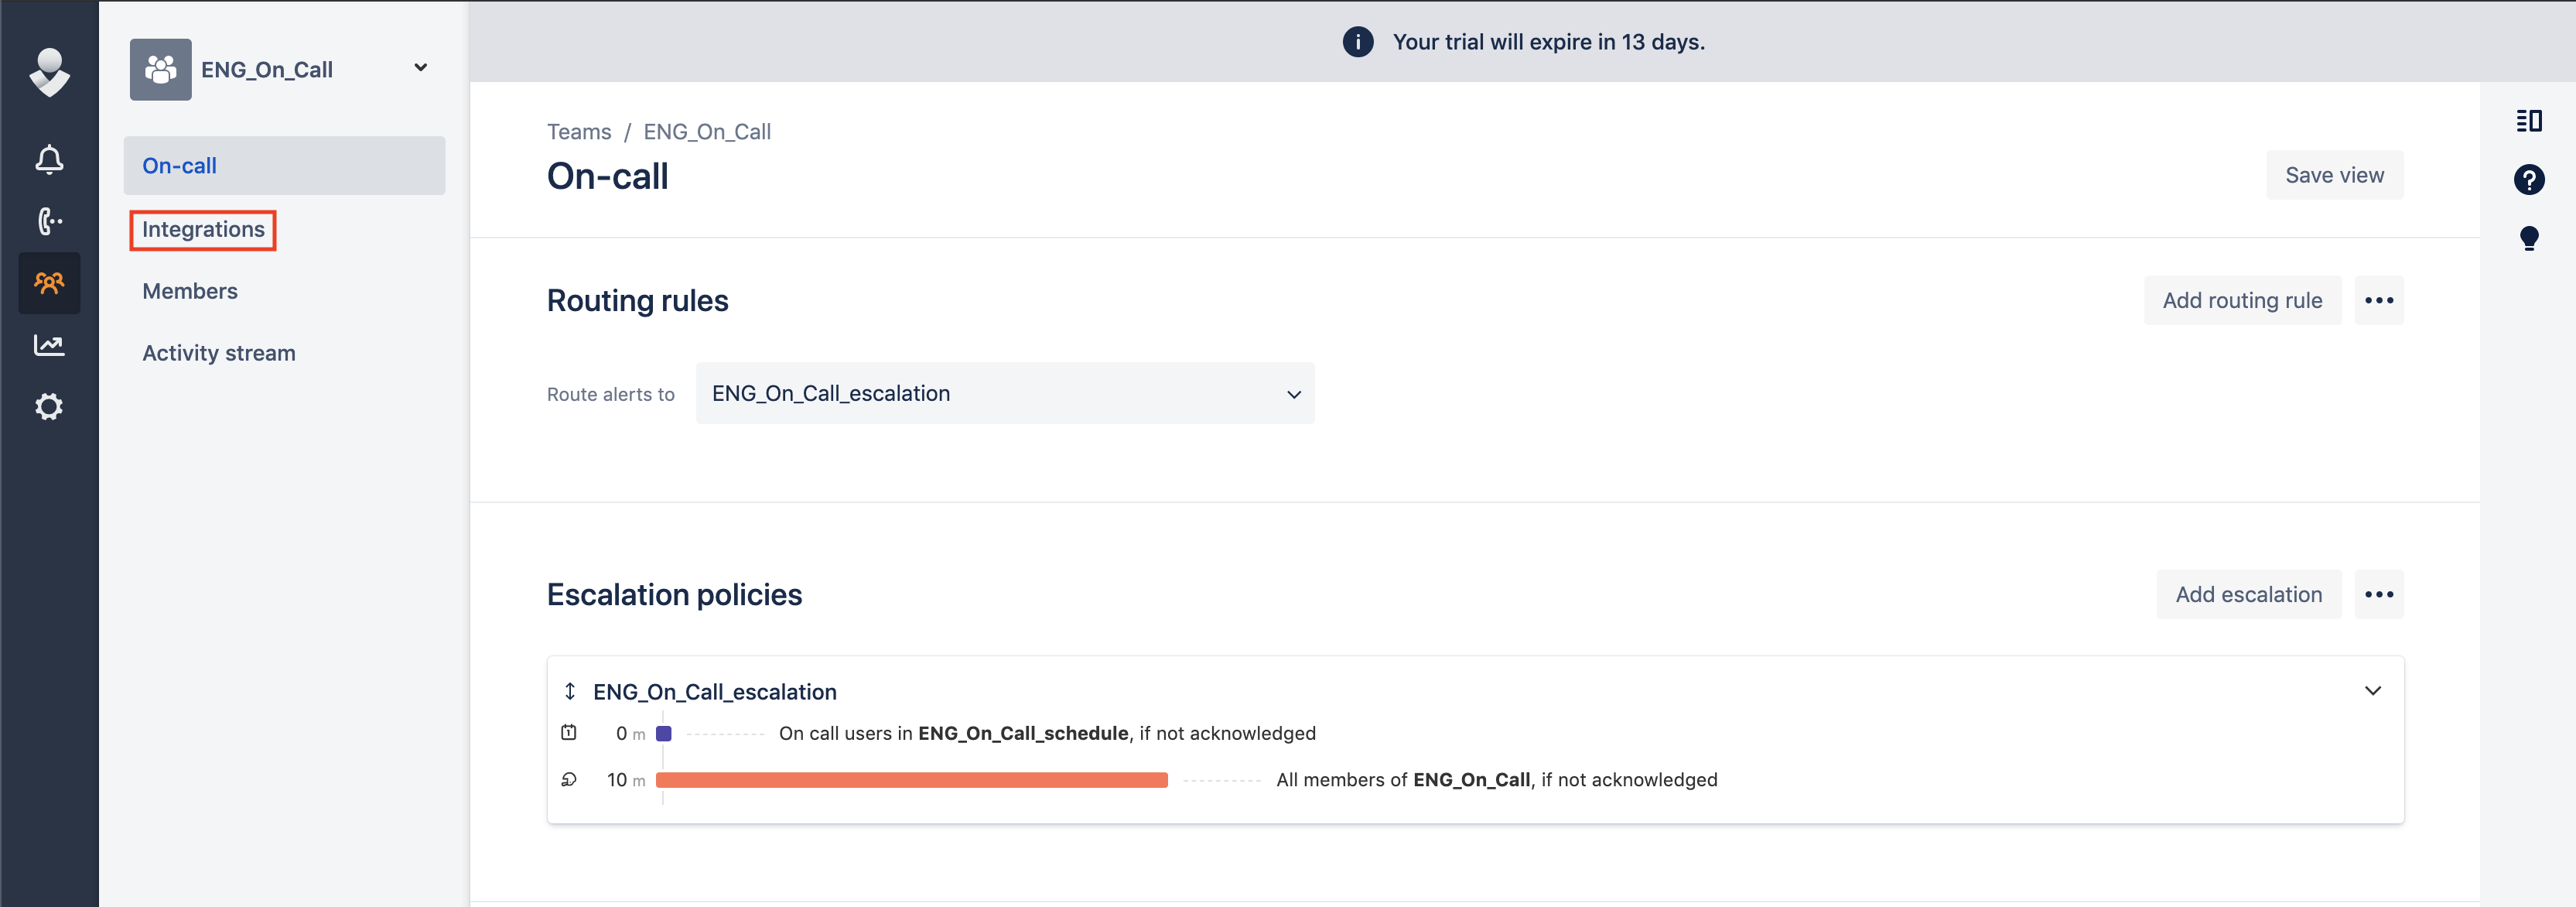 Your trial will expire in 13 days.
ENG_On_Call
On-call
Integrations
Members
Activity stream
Teams / ENG_On_Call
On-call
Save view
Routing rules
Add routing rule
Route alerts to
ENG_On_Call_escalation
Escalation policies
Add escalation
ENG_On_Call_escalation
0 m On call users in ENG_On_Call_schedule, if not acknowledged
10 m All members of ENG_On_Call, if not acknowledged